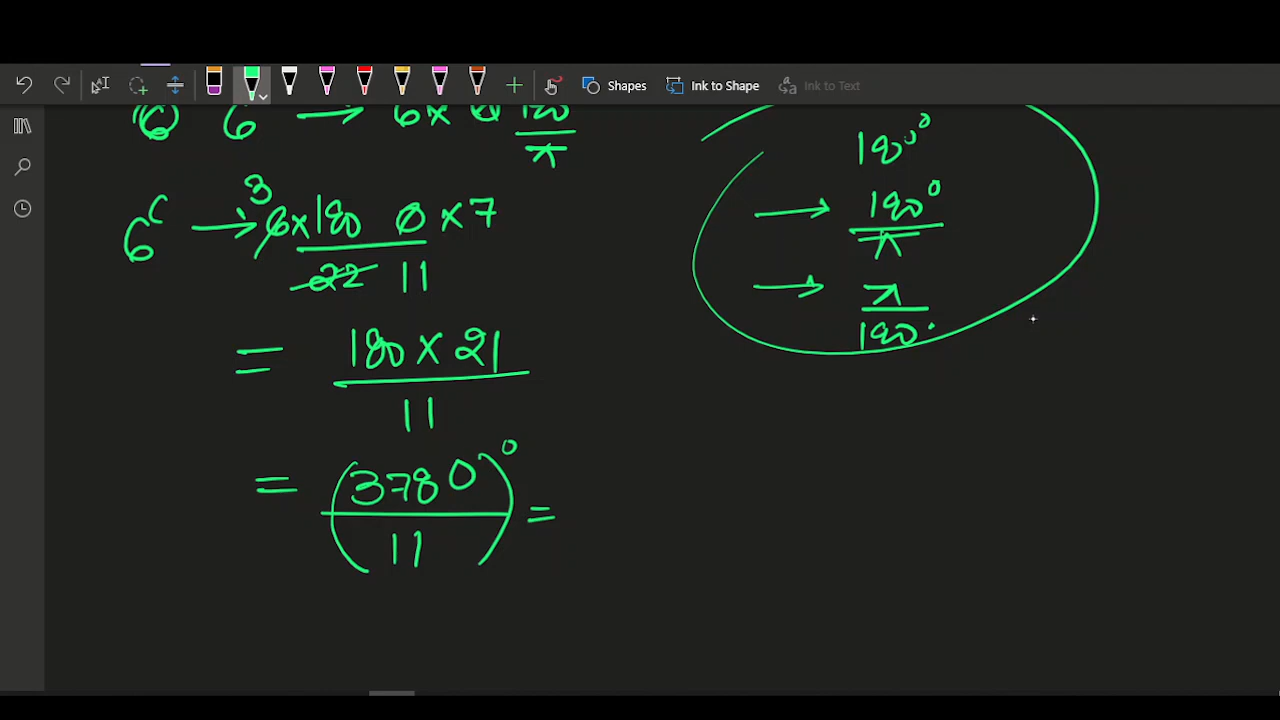 Shapes Ink to Shape Ink to Text
6 6 → 6 × 180/π
180°
6ᶜ → 3 6×180 × 7
22 11
→ 180°/π
→ π/180°
= 180 × 21
11
= (3780/11)° =